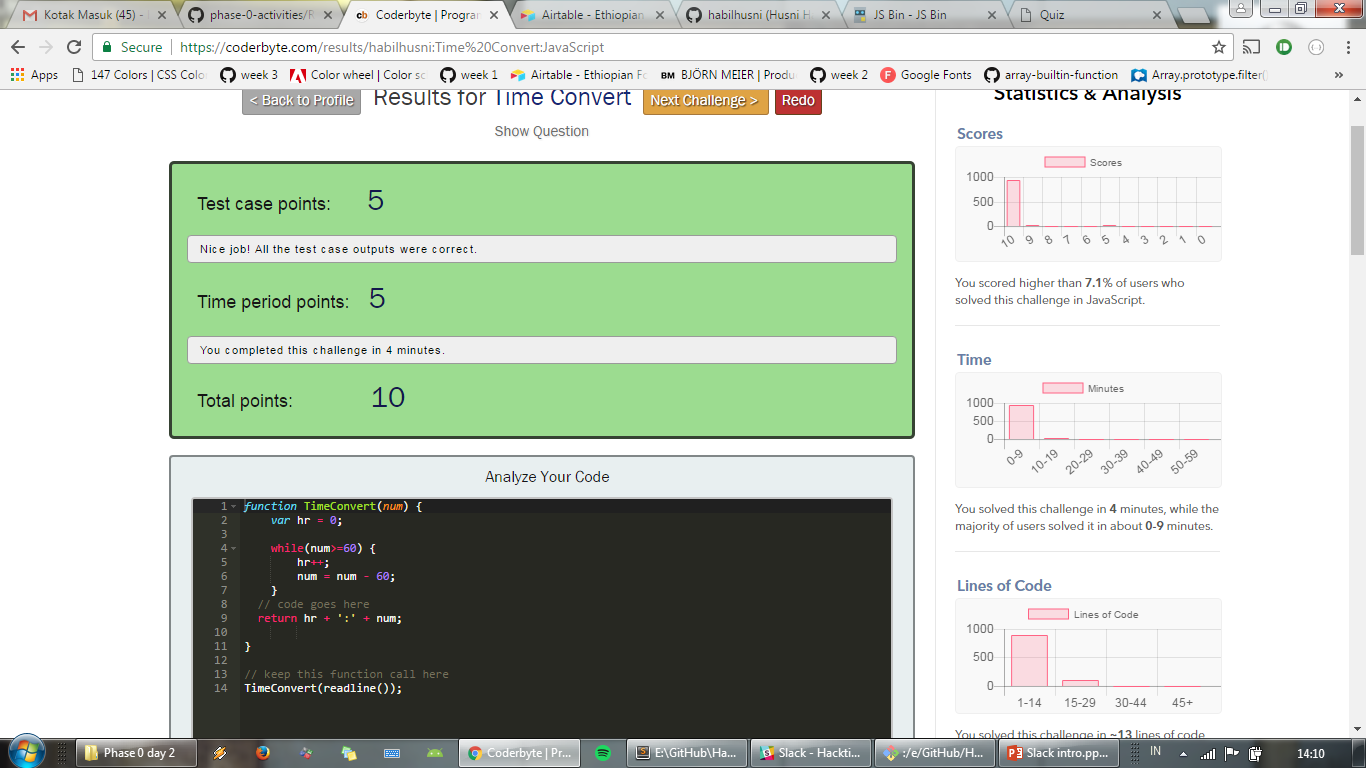 Kotak Masuk (45) -
phase-0-activities/R
Coderbyte | Program
Airtable - Ethiopian
habilhusni (Husni H
JS Bin - JS Bin
Quiz
Secure
https://coderbyte.com/results/habilhusni:Time%20Convert:JavaScript
Apps
147 Colors | CSS Colo
week 3
Color wheel | Color sc
week 1
Airtable - Ethiopian Fo
BM BJÖRN MEIER | Produ
week 2
Google Fonts
array-builtin-function
Array.prototype.filter()
»
< Back to Profile
Results for Time Convert
Next Challenge >
Redo
Show Question
Test case points: 5
Nice job! All the test case outputs were correct.
Time period points: 5
You completed this challenge in 4 minutes.
Total points: 10
Analyze Your Code
1 function TimeConvert(num) {
2 var hr = 0;
3
4 while(num>=60) {
5 hr++;
6 num = num - 60;
7 }
8 // code goes here
9 return hr + ':' + num;
10
11 }
12
13 // keep this function call here
14 TimeConvert(readline());
Statistics & Analysis
Scores
Scores
1000
500
0
10 9 8 7 6 5 4 3 2 1 0
You scored higher than 7.1% of users who
solved this challenge in JavaScript.
Time
Minutes
1000
500
0
0-9 10-19 20-29 30-39 40-49 50-59
You solved this challenge in 4 minutes, while the
majority of users solved it in about 0-9 minutes.
Lines of Code
Lines of Code
1000
500
0
1-14 15-29 30-44 45+
You solved this challenge in ~13 lines of code
Phase 0 day 2
Coderbyte | Pr...
E:\GitHub\Ha...
Slack - Hackti...
:/e/GitHub/H...
Slack intro.pp...
IN
14:10